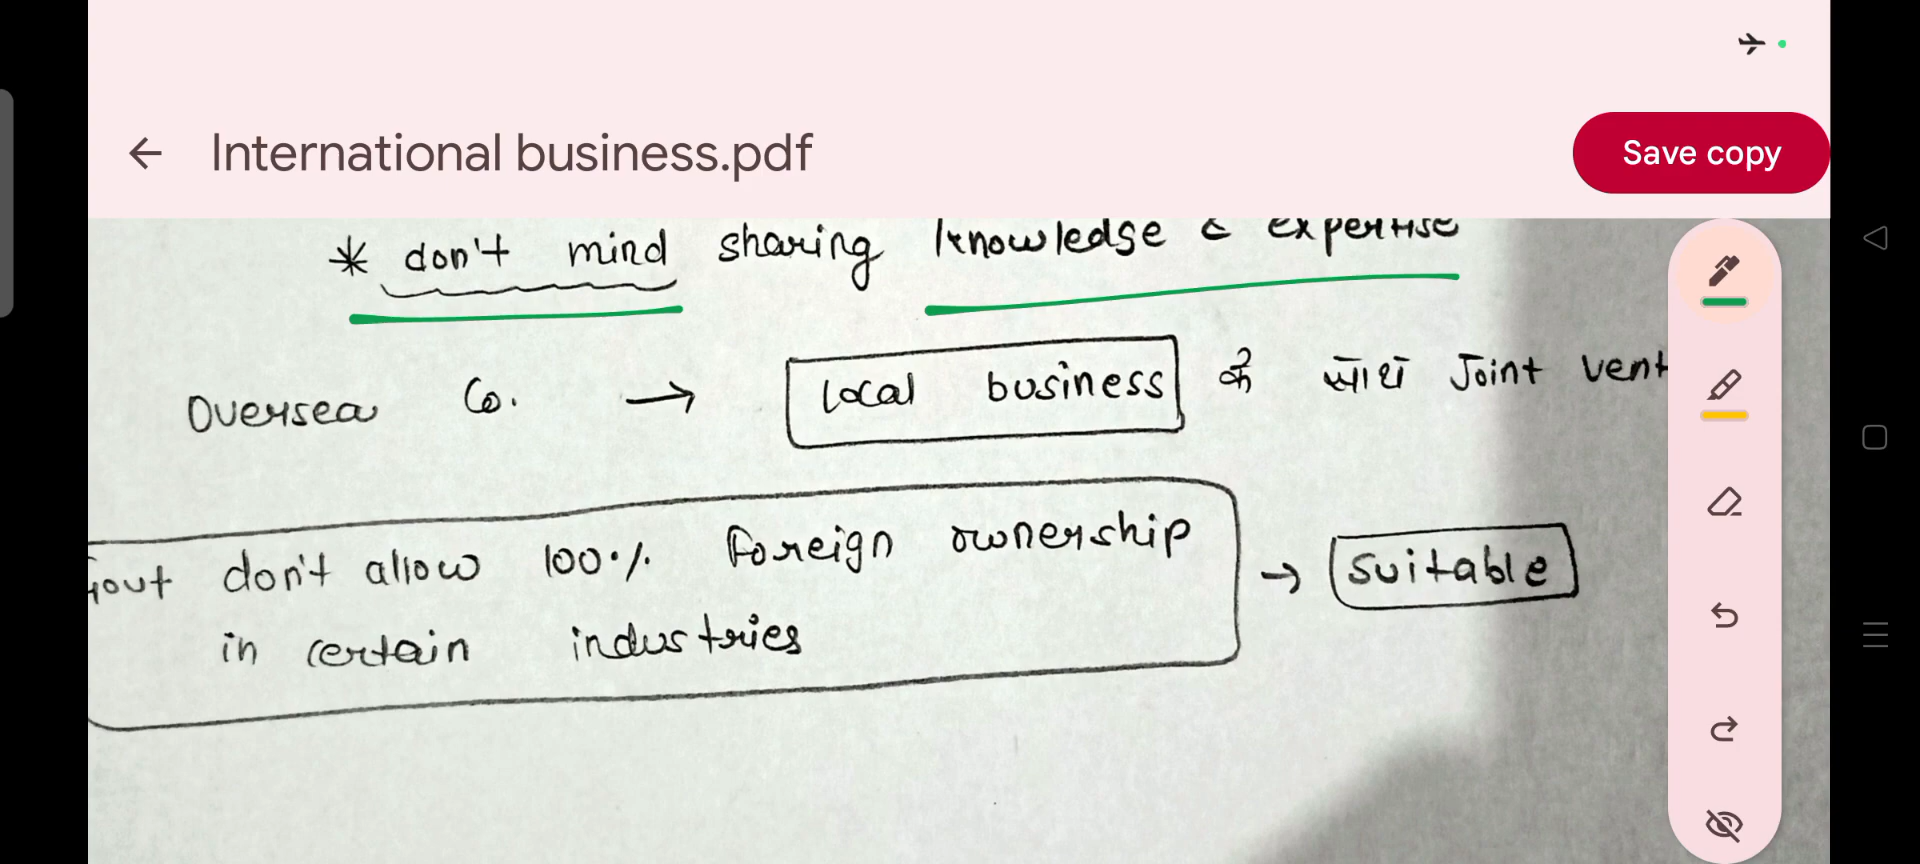 International business.pdf
Save copy
* don't mind sharing knowledge & expertise
Oversea Co. → local business के साथ Joint vent
Govt don't allow 100% foreign ownership → suitable
in certain industries